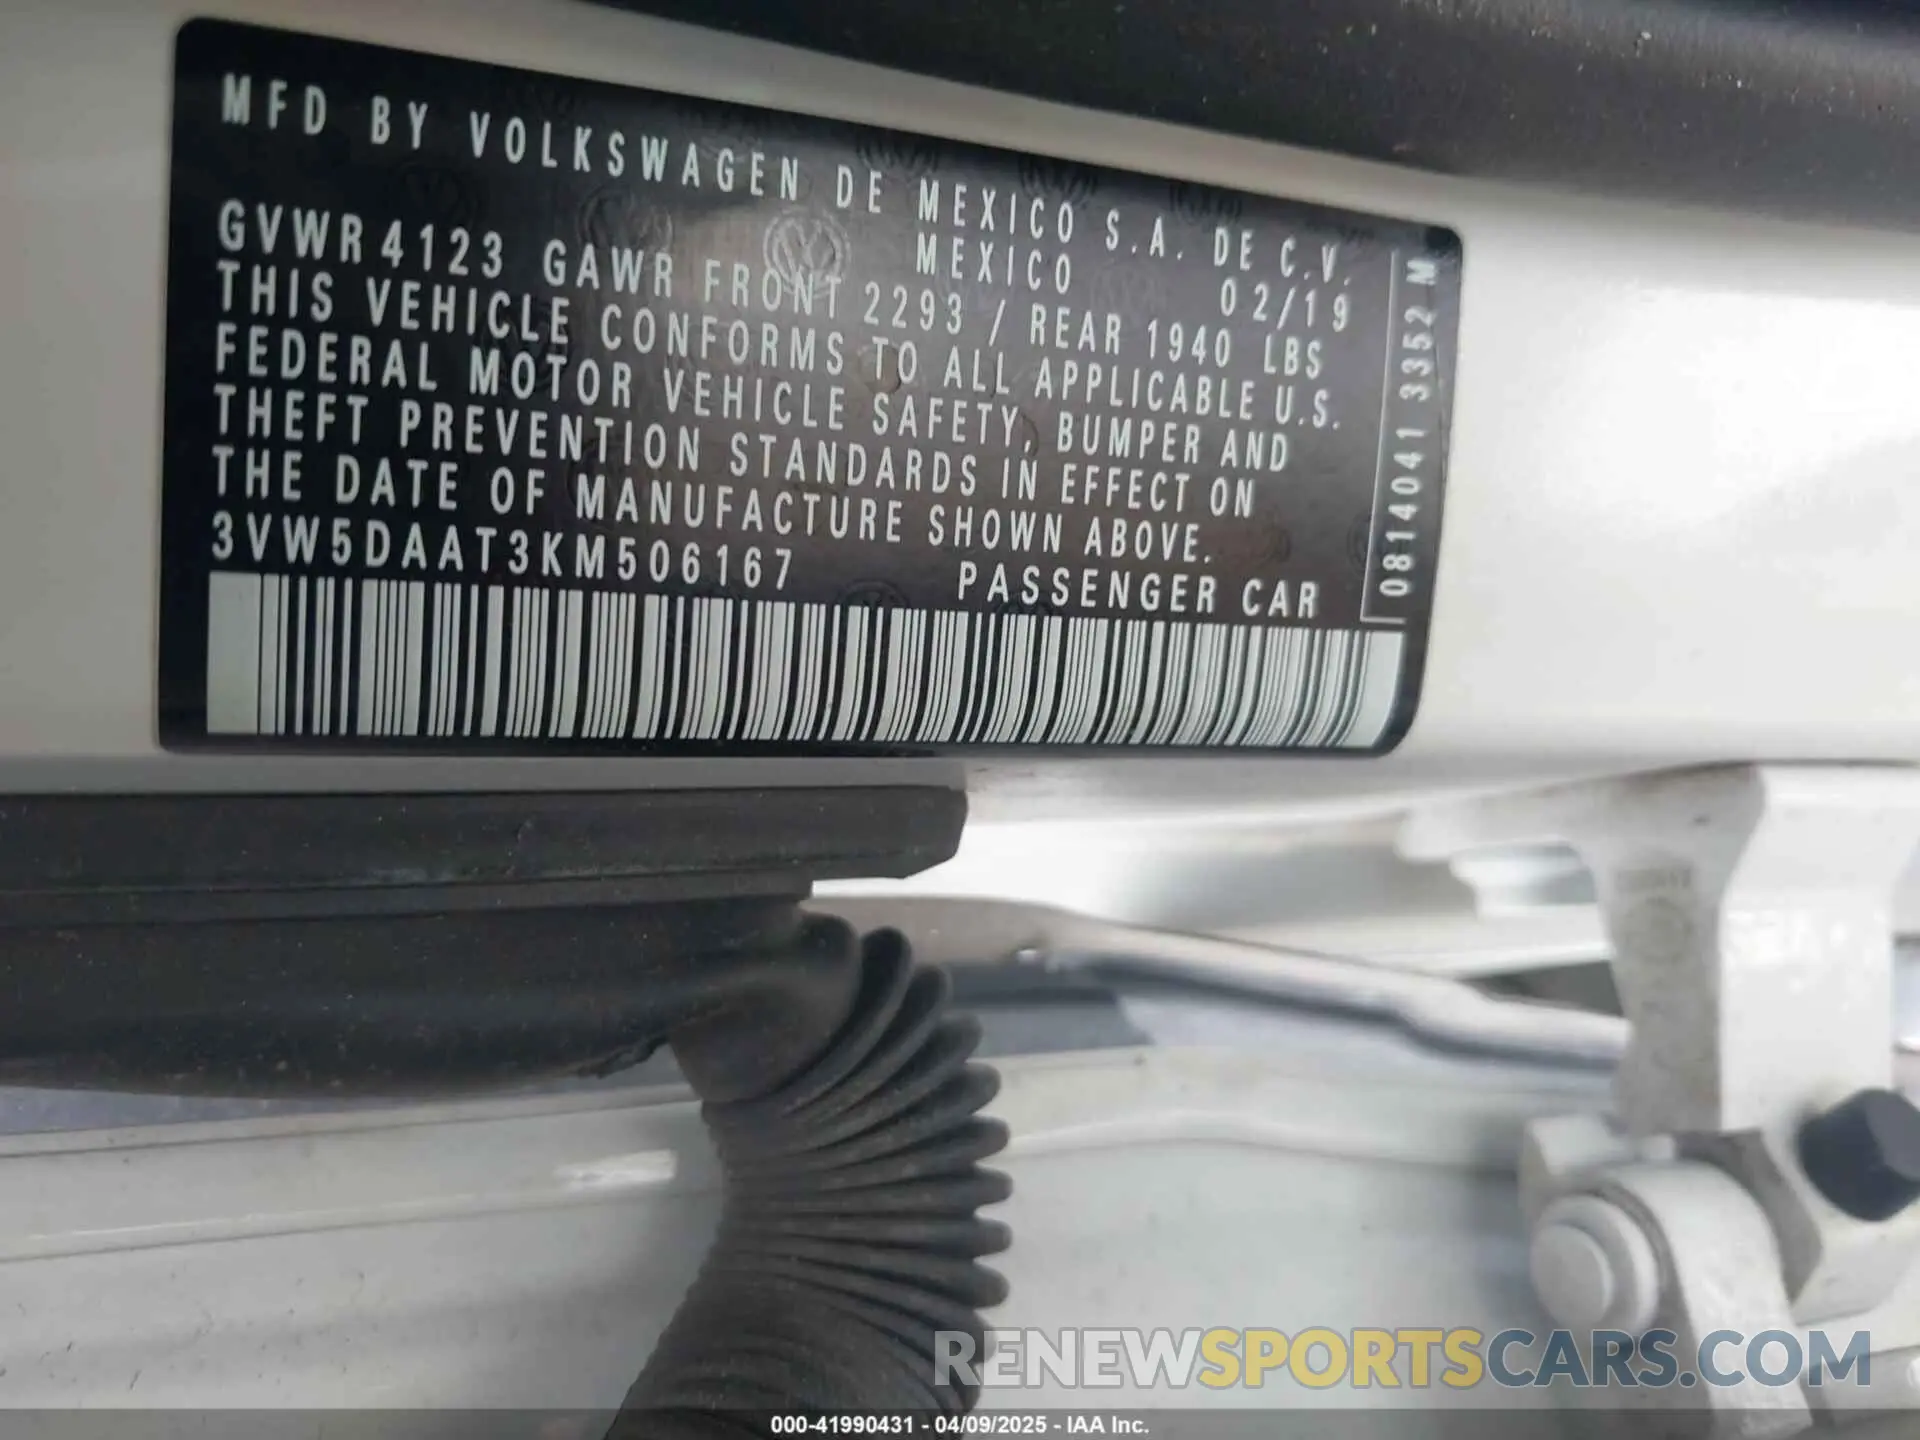 MFD BY VOLKSWAGEN DE MEXICO S.A. DE C.V.
MEXICO 02/19
GVWR 4123 GAWR FRONT 2293 / REAR 1940 LBS
THIS VEHICLE CONFORMS TO ALL APPLICABLE U.S.
FEDERAL MOTOR VEHICLE SAFETY, BUMPER AND
THEFT PREVENTION STANDARDS IN EFFECT ON
THE DATE OF MANUFACTURE SHOWN ABOVE.
3VW5DAAT3KM506167 PASSENGER CAR
0814041 3352 M
RENEWSPORTSCARS.COM
000-41990431 - 04/09/2025 - IAA Inc.